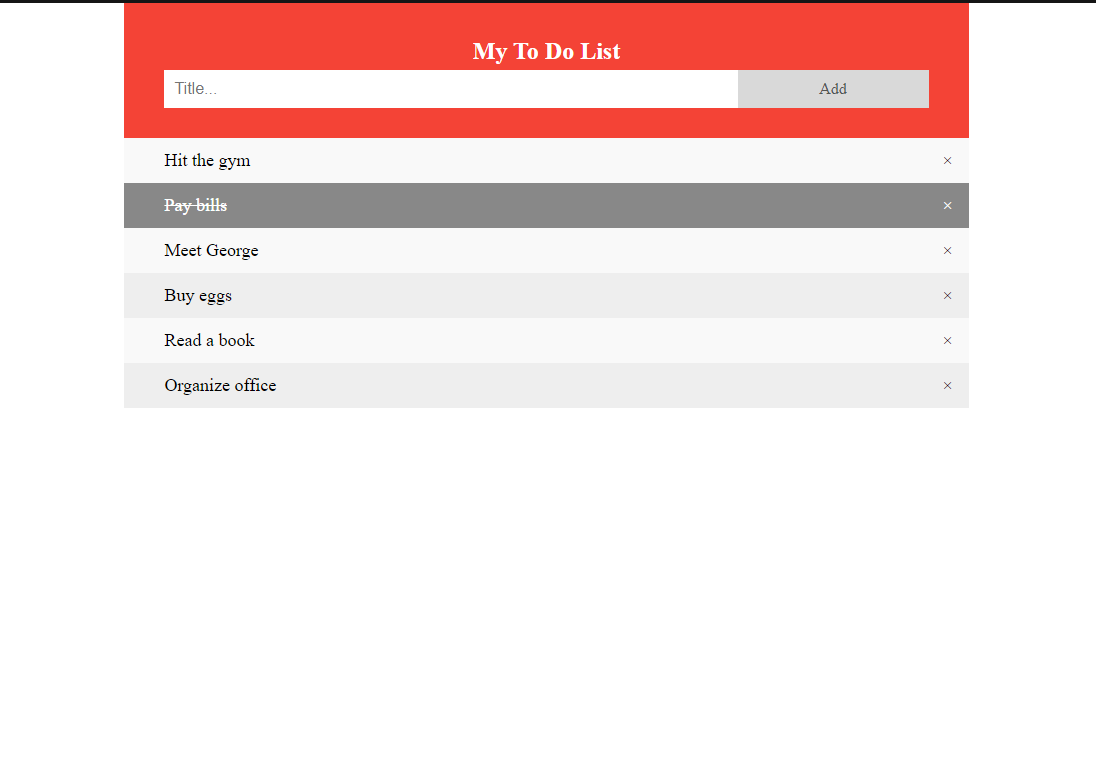 My To Do List
Title...
Add
Hit the gym ×
Pay bills ×
Meet George ×
Buy eggs ×
Read a book ×
Organize office ×